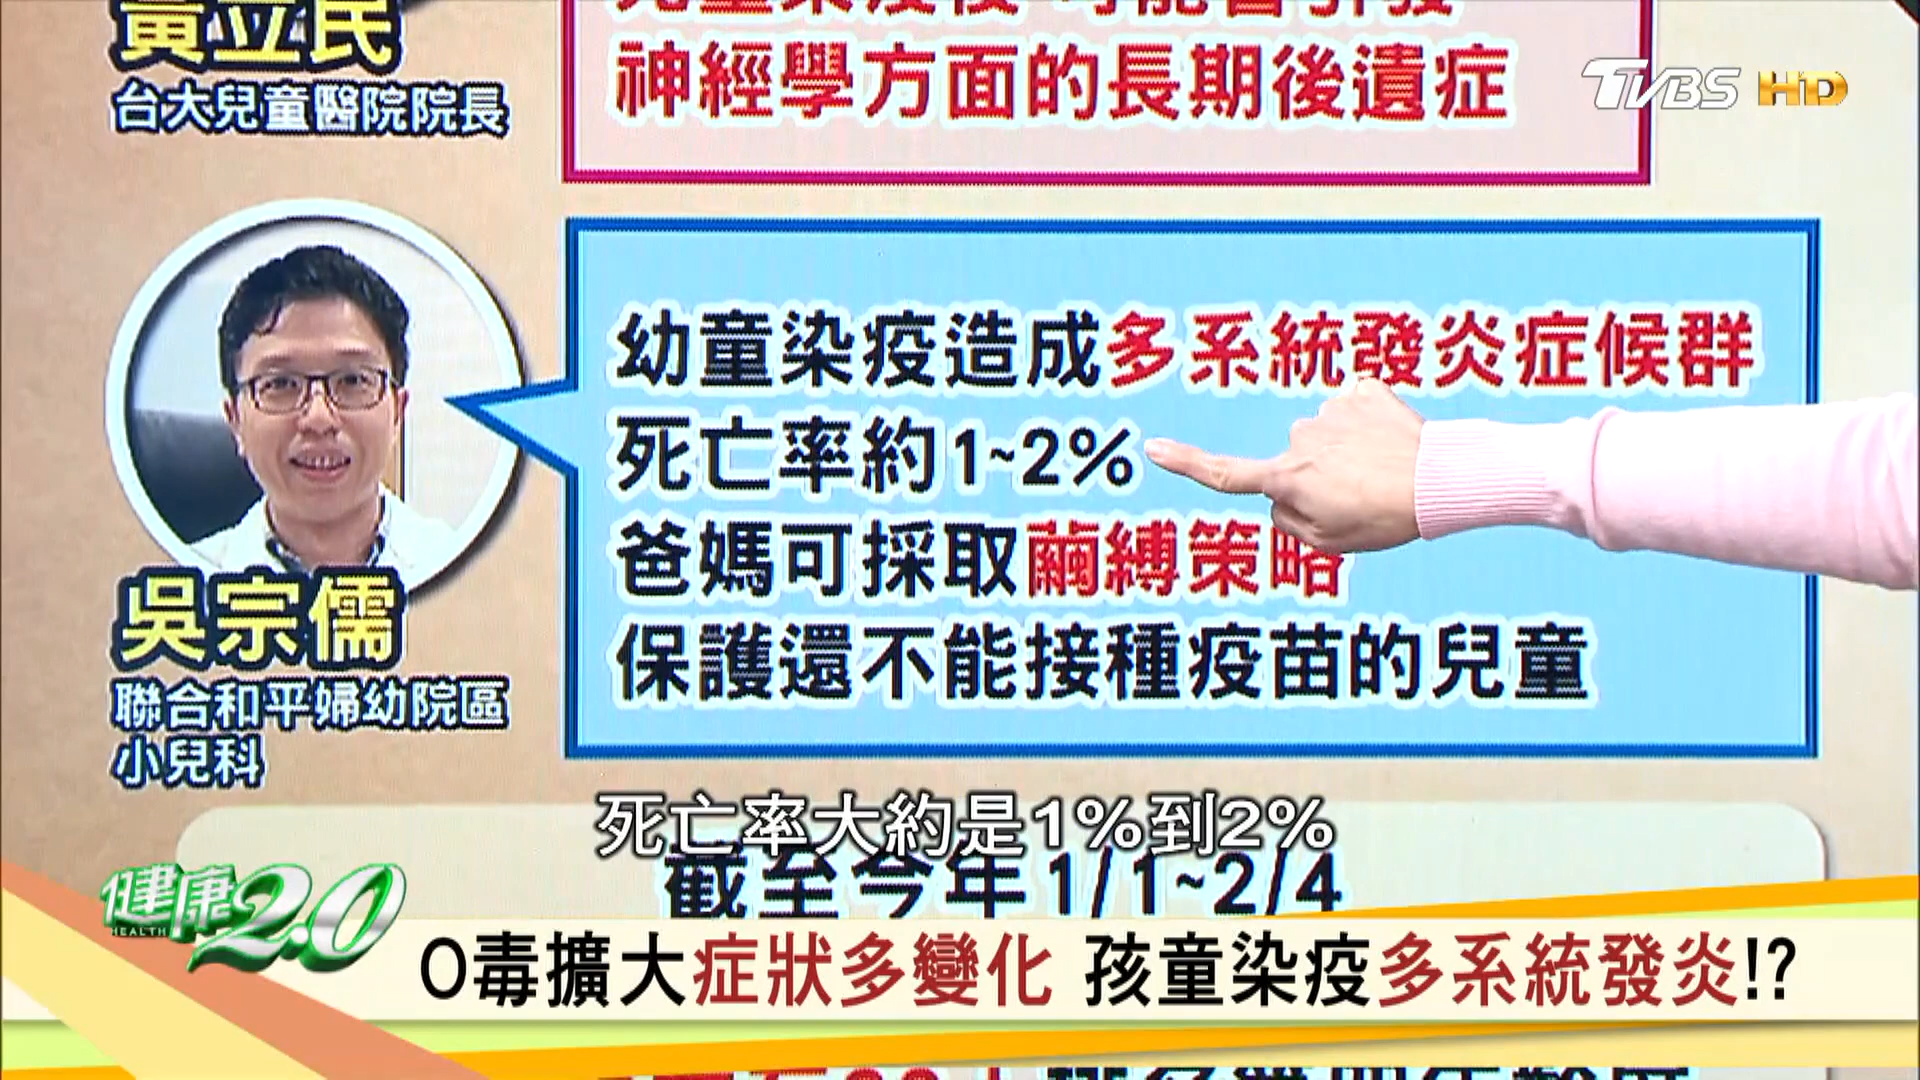 黃立民
台大兒童醫院院長
神經學方面的長期後遺症
TVBS HD
幼童染疫造成多系統發炎症候群
死亡率約1~2%
爸媽可採取繭縛策略
保護還不能接種疫苗的兒童
吳宗儒
聯合和平婦幼院區
小兒科
死亡率大約是1%到2%
截至今年1/1~2/4
健康2.0
HEALTH
O毒擴大症狀多變化 孩童染疫多系統發炎!?